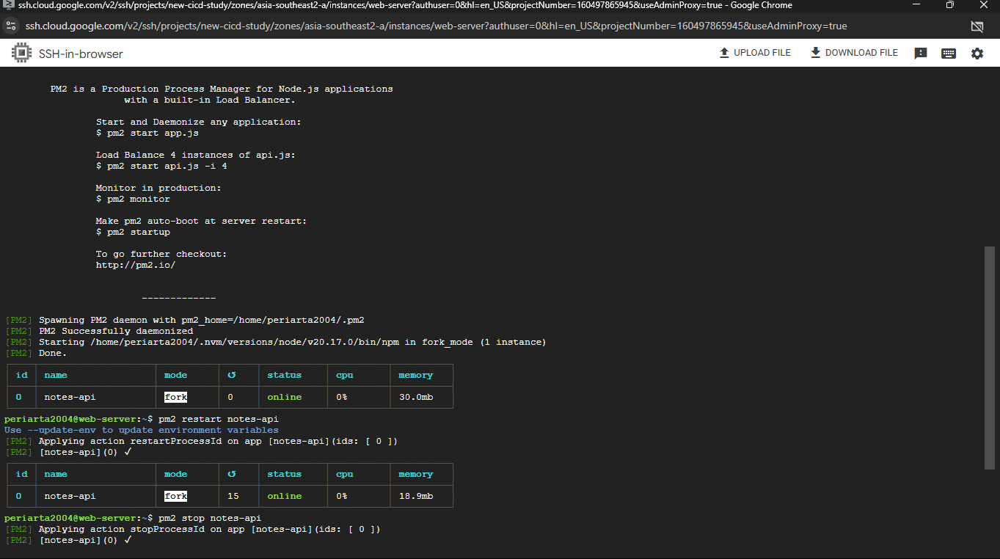 ssh.cloud.google.com/v2/ssh/projects/new-cicd-study/zones/asia-southeast2-a/instances/web-server?authuser=0&hl=en_US&projectNumber=160497865945&useAdminProxy=true - Google Chrome
ssh.cloud.google.com/v2/ssh/projects/new-cicd-study/zones/asia-southeast2-a/instances/web-server?authuser=0&hl=en_US&projectNumber=160497865945&useAdminProxy=true
SSH-in-browser UPLOAD FILE DOWNLOAD FILE
PM2 is a Production Process Manager for Node.js applications
with a built-in Load Balancer.
Start and Daemonize any application:
$ pm2 start app.js
Load Balance 4 instances of api.js:
$ pm2 start api.js -i 4
Monitor in production:
$ pm2 monitor
Make pm2 auto-boot at server restart:
$ pm2 startup
To go further checkout:
http://pm2.io/
-------------
[PM2] Spawning PM2 daemon with pm2_home=/home/periarta2004/.pm2
[PM2] PM2 Successfully daemonized
[PM2] Starting /home/periarta2004/.nvm/versions/node/v20.17.0/bin/npm in fork_mode (1 instance)
[PM2] Done.
id name mode ↺ status cpu memory
0 notes-api fork 0 online 0% 30.0mb
periarta2004@web-server:~$ pm2 restart notes-api
Use --update-env to update environment variables
[PM2] Applying action restartProcessId on app [notes-api](ids: [ 0 ])
[PM2] [notes-api](0) ✓
id name mode ↺ status cpu memory
0 notes-api fork 15 online 0% 18.9mb
periarta2004@web-server:~$ pm2 stop notes-api
[PM2] Applying action stopProcessId on app [notes-api](ids: [ 0 ])
[PM2] [notes-api](0) ✓